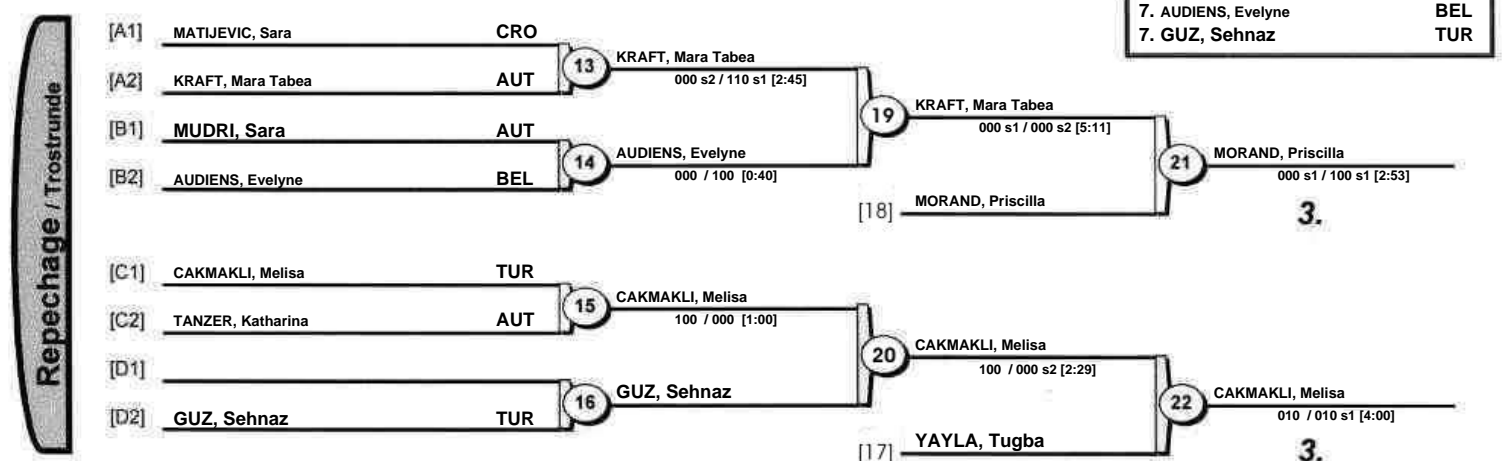 7. AUDIENS, Evelyne BEL
7. GUZ, Sehnaz TUR
Repechage / Trostrunde
[A1] MATIJEVIC, Sara CRO
[A2] KRAFT, Mara Tabea AUT
13 KRAFT, Mara Tabea
000 s2 / 110 s1 [2:45]
[B1] MUDRI, Sara AUT
[B2] AUDIENS, Evelyne BEL
14 AUDIENS, Evelyne
000 / 100 [0:40]
19 KRAFT, Mara Tabea
000 s1 / 000 s2 [5:11]
[18] MORAND, Priscilla
21 MORAND, Priscilla
000 s1 / 100 s1 [2:53]
3.
[C1] CAKMAKLI, Melisa TUR
[C2] TANZER, Katharina AUT
15 CAKMAKLI, Melisa
100 / 000 [1:00]
[D1]
[D2] GUZ, Sehnaz TUR
16 GUZ, Sehnaz
20 CAKMAKLI, Melisa
100 / 000 s2 [2:29]
[17] YAYLA, Tugba
22 CAKMAKLI, Melisa
010 / 010 s1 [4:00]
3.